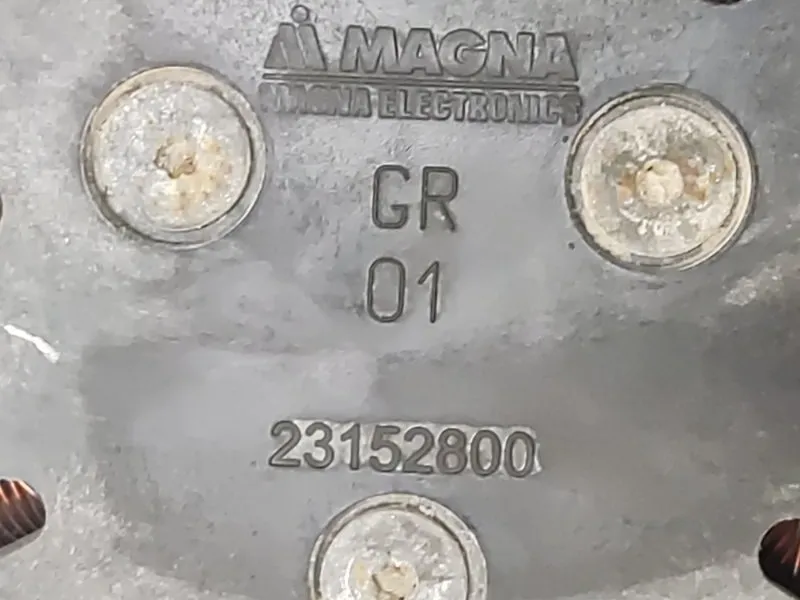 MAGNA
MAGNA ELECTRONICS
GR
01
23152800